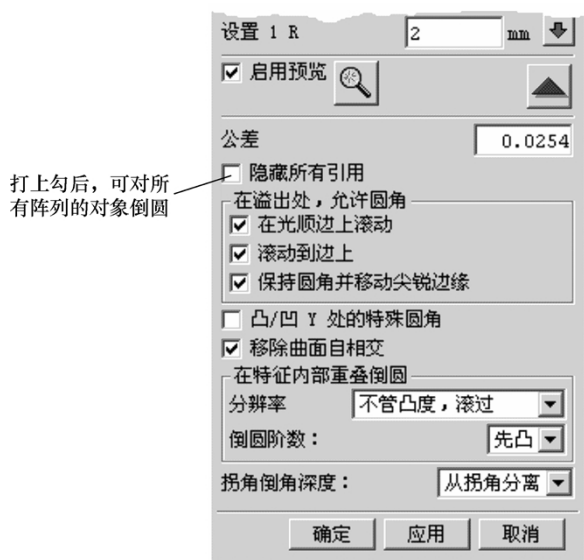 设置 1 R 2 mm
启用预览
公差 0.0254
打上勾后，可对所
有阵列的对象倒圆
隐藏所有引用
在溢出处，允许圆角
在光顺边上滚动
滚动到边上
保持圆角并移动尖锐边缘
凸/凹 Y 处的特殊圆角
移除曲面自相交
在特征内部重叠倒圆
分辨率 不管凸度，滚过
倒圆阶数： 先凸
拐角倒角深度： 从拐角分离
确定 应用 取消